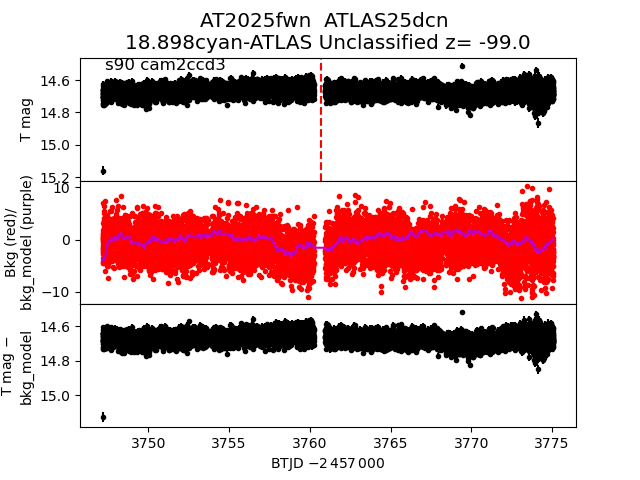 AT2025fwn  ATLAS25dcn
18.898cyan-ATLAS Unclassified z= -99.0
s90 cam2ccd3
T mag
14.6
14.8
15.0
15.2
Bkg (red)/
bkg_model (purple)
10
0
−10
T mag −
bkg_model
14.6
14.8
15.0
3750 3755 3760 3765 3770 3775
BTJD −2 457 000